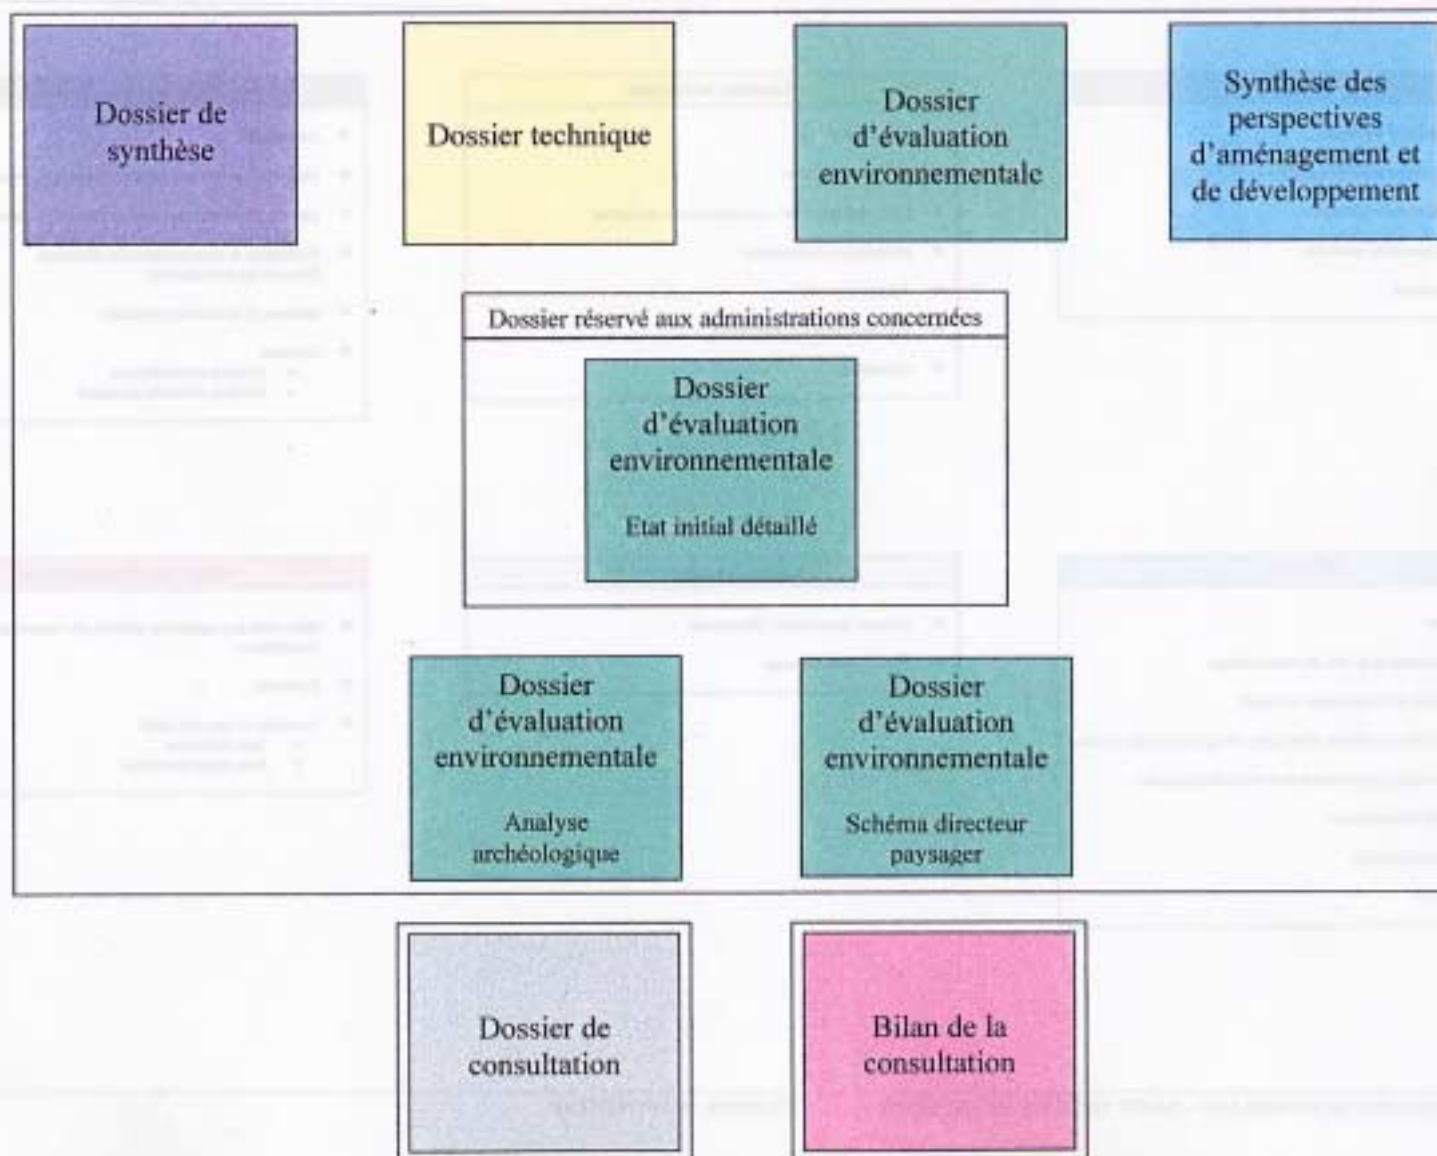 Dossier de
synthèse
Dossier technique
Dossier
d'évaluation
environnementale
Synthèse des
perspectives
d'aménagement et
de développement
Dossier réservé aux administrations concernées
Dossier
d'évaluation
environnementale
Etat initial détaillé
Dossier
d'évaluation
environnementale
Analyse
archéologique
Dossier
d'évaluation
environnementale
Schéma directeur
paysager
Dossier de
consultation
Bilan de la
consultation